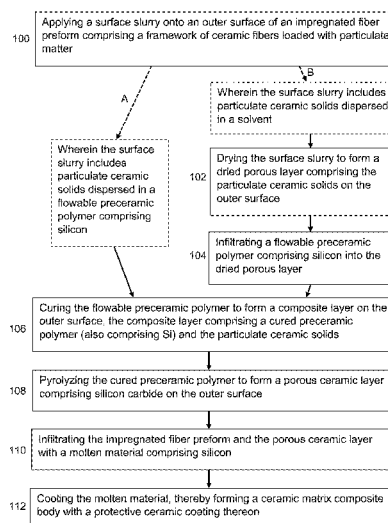 100
Applying a surface slurry onto an outer surface of an impregnated fiber
preform comprising a framework of ceramic fibers loaded with particulate
matter
A
B
Wherein the surface
slurry includes
particulate ceramic
solids dispersed in a
flowable preceramic
polymer comprising
silicon
Wherein the surface slurry includes
particulate ceramic solids dispersed
in a solvent
102
Drying the surface slurry to form a
dried porous layer comprising the
particulate ceramic solids on the
outer surface
104
Infiltrating a flowable preceramic
polymer comprising silicon into the
dried porous layer
106
Curing the flowable preceramic polymer to form a composite layer on the
outer surface, the composite layer comprising a cured preceramic
polymer (also comprising Si) and the particulate ceramic solids
108
Pyrolyzing the cured preceramic polymer to form a porous ceramic layer
comprising silicon carbide on the outer surface
110
Infiltrating the impregnated fiber preform and the porous ceramic layer
with a molten material comprising silicon
112
Cooling the molten material, thereby forming a ceramic matrix composite
body with a protective ceramic coating thereon